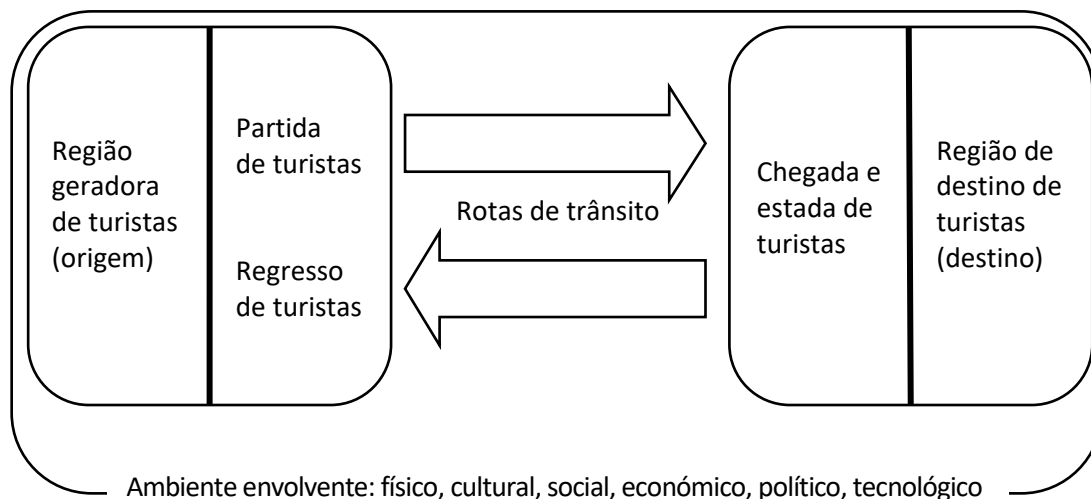 Região
geradora
de turistas
(origem)
Partida
de turistas
Regresso
de turistas
Rotas de trânsito
Chegada e
estada de
turistas
Região de
destino de
turistas
(destino)
Ambiente envolvente: físico, cultural, social, económico, político, tecnológico